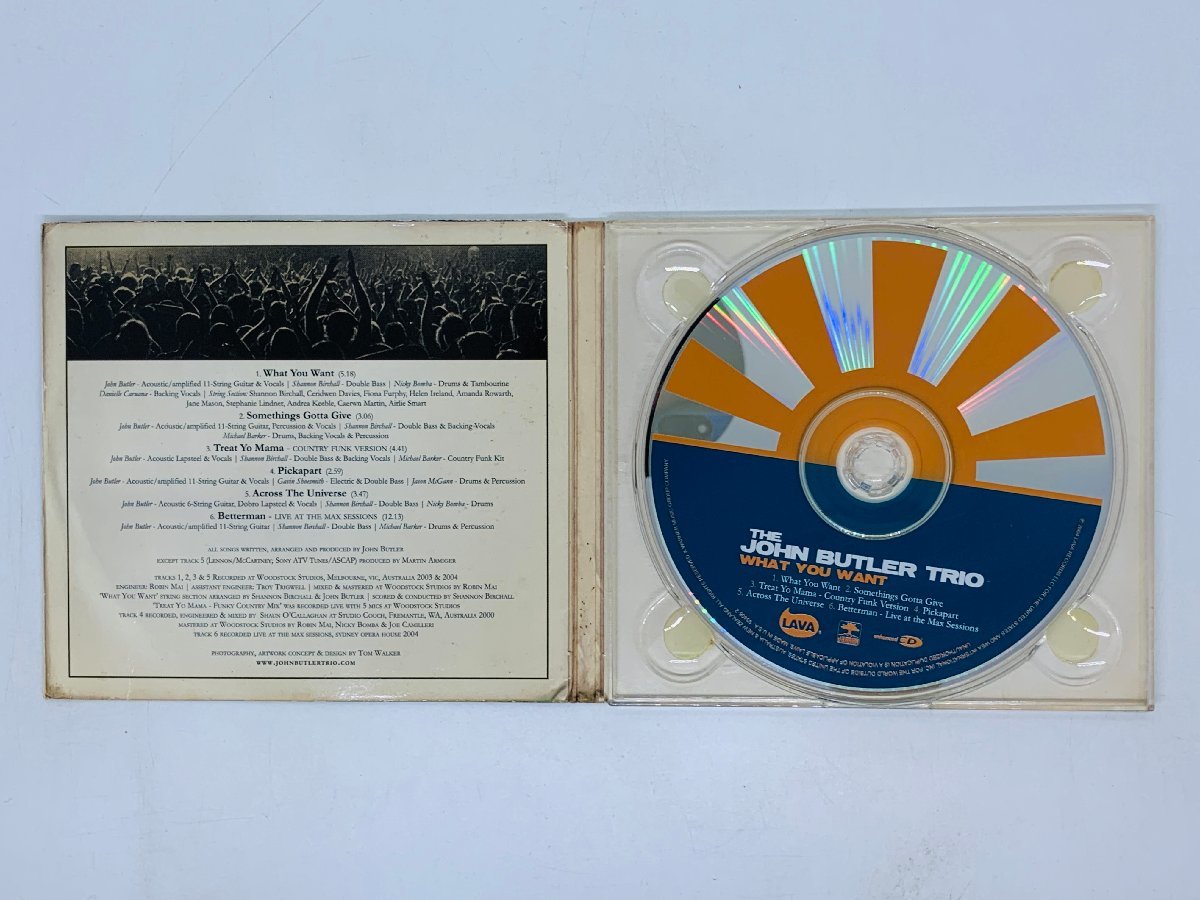 1. What You Want (5.18)
John Butler - Acoustic/amplified 11-String Guitar & Vocals | Shannon Birchall - Double Bass | Nicky Bomba - Drums & Tambourine
Danielle Caruana - Backing Vocals | String Section: Shannon Birchall, Ceridwen Davies, Fiona Furphy, Helen Ireland, Amanda Rowarth,
Jane Mason, Stephanie Lindner, Andrea Keeble, Caerwn Martin, Airlie Smart
2. Somethings Gotta Give (3.06)
John Butler - Acoustic/amplified 11-String Guitar, Percussion & Vocals | Shannon Birchall - Double Bass & Backing Vocals
Michael Barker - Drums, Backing Vocals & Percussion
3. Treat Yo Mama - COUNTRY FUNK VERSION (4.41)
John Butler - Acoustic Lapsteel & Vocals | Shannon Birchall - Double Bass & Backing Vocals | Michael Barker - Country Funk Kit
4. Pickapart (2.59)
John Butler - Acoustic/amplified 11-String Guitar & Vocals | Gavin Shoesmith - Electric & Double Bass | Jason McGann - Drums & Percussion
5. Across The Universe (3.47)
John Butler - Acoustic 6-String Guitar, Dobro Lapsteel & Vocals | Shannon Birchall - Double Bass | Nicky Bomba - Drums
6. Betterman - LIVE AT THE MAX SESSIONS (12.13)
John Butler - Acoustic/amplified 11-String Guitar | Shannon Birchall - Double Bass | Michael Barker - Drums & Percussion
ALL SONGS WRITTEN, ARRANGED AND PRODUCED BY JOHN BUTLER
EXCEPT TRACK 5 (LENNON/MCCARTNEY; SONY ATV TUNES/ASCAP) PRODUCED BY MARTIN ARMIGER
TRACKS 1, 2, 3 & 5 RECORDED AT WOODSTOCK STUDIOS, MELBOURNE, VIC, AUSTRALIA 2003 & 2004
ENGINEER: ROBIN MAI | ASSISTANT ENGINEER: TROY TRIGWELL | MIXED & MASTERED AT WOODSTOCK STUDIOS BY ROBIN MAI
'WHAT YOU WANT' STRING SECTION ARRANGED BY SHANNON BIRCHALL & JOHN BUTLER | SCORED & CONDUCTED BY SHANNON BIRCHALL
'TREAT YO MAMA - FUNKY COUNTRY MIX' WAS RECORDED LIVE WITH 5 MICS AT WOODSTOCK STUDIOS
TRACK 4 RECORDED, ENGINEERED & MIXED BY SHAUN O'CALLAGHAN AT STUDIO COUCH, FREMANTLE, WA, AUSTRALIA 2000
MASTERED AT WOODSTOCK STUDIOS BY ROBIN MAI, NICKY BOMBA & JOE CAMILLERI
TRACK 6 RECORDED LIVE AT THE MAX SESSIONS, SYDNEY OPERA HOUSE 2004
PHOTOGRAPHY, ARTWORK CONCEPT & DESIGN BY TOM WALKER
WWW.JOHNBUTLERTRIO.COM
THE
JOHN BUTLER TRIO
WHAT YOU WANT
1. What You Want 2. Somethings Gotta Give
3. Treat Yo Mama - Country Funk Version 4. Pickapart
5. Across The Universe 6. Betterman - Live at the Max Sessions
LAVA
enhanced CD